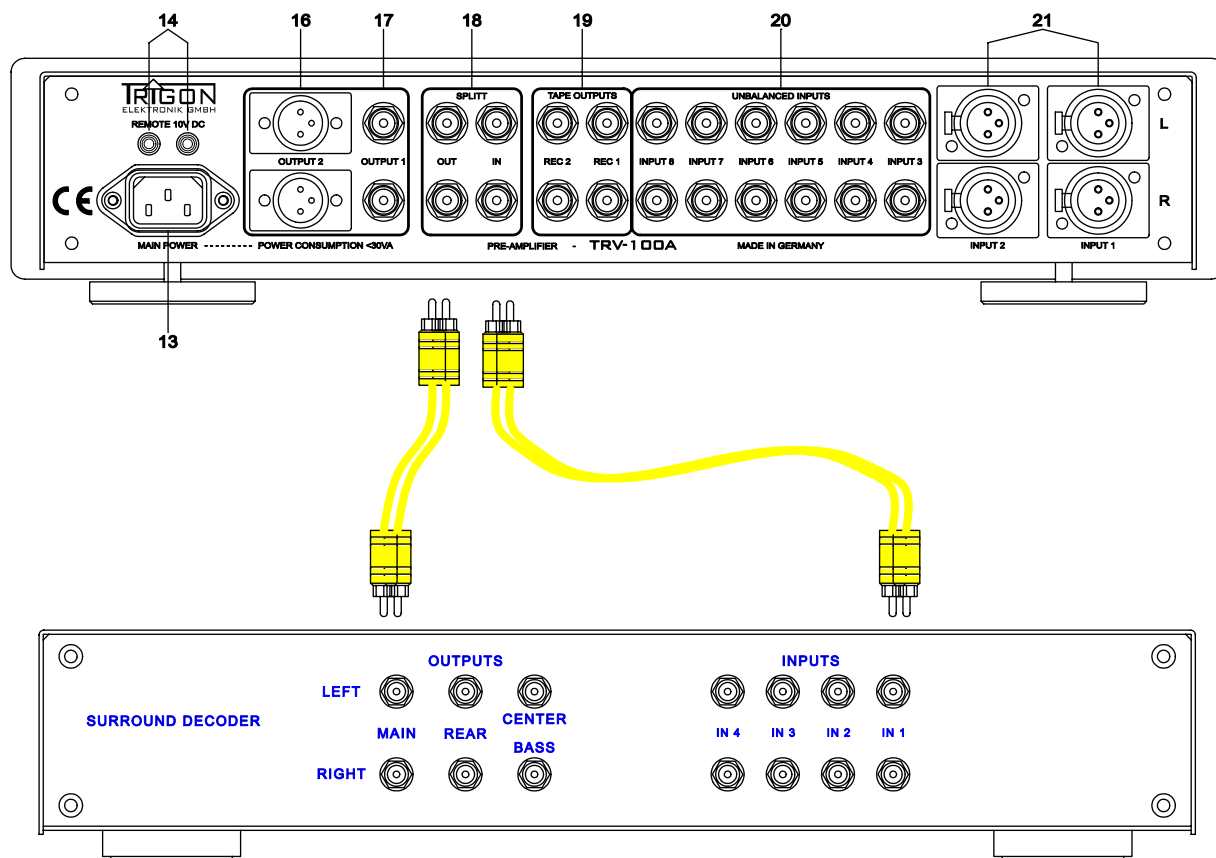 14 16 17 18 19 20 21
TRIGON
ELEKTRONIK GMBH
REMOTE 10V DC
SPLITT
TAPE OUTPUTS
UNBALANCED INPUTS
L
OUTPUT 2
OUTPUT 1
OUT
IN
REC 2
REC 1
INPUT 8
INPUT 7
INPUT 6
INPUT 5
INPUT 4
INPUT 3
CE
R
MAIN POWER ------- POWER CONSUMPTION <30VA
PRE-AMPLIFIER - TRV-100A
MADE IN GERMANY
INPUT 2
INPUT 1
13
OUTPUTS
INPUTS
LEFT
SURROUND DECODER
MAIN
REAR
CENTER
BASS
IN 4
IN 3
IN 2
IN 1
RIGHT